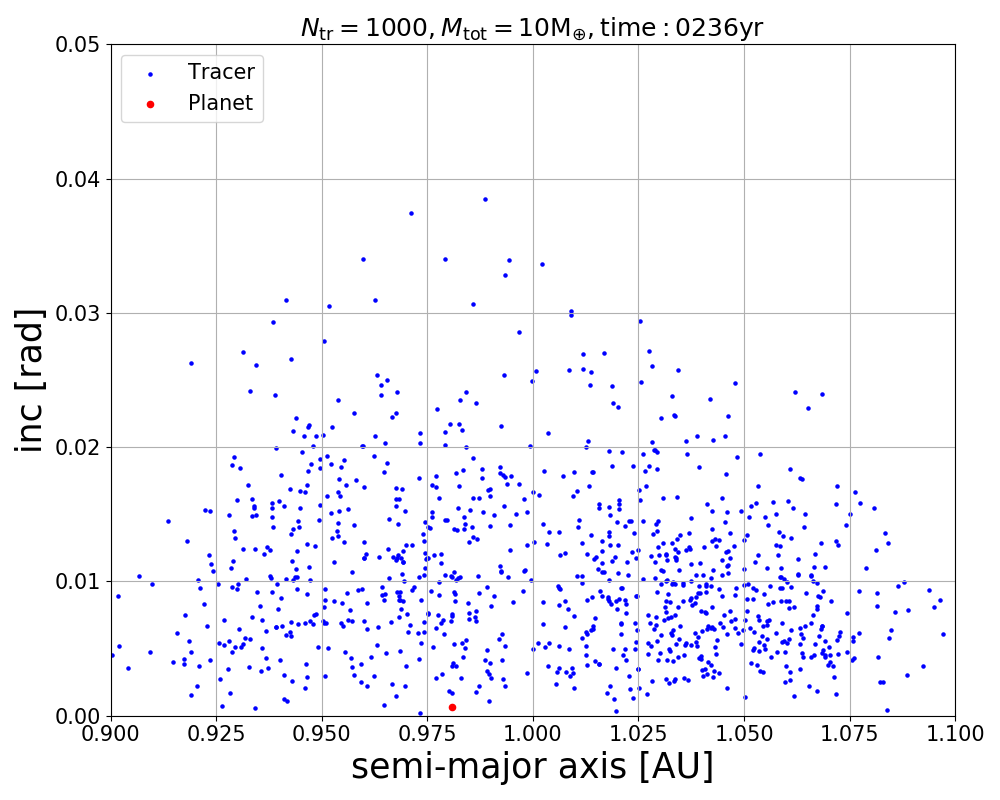 N_tr = 1000, M_tot = 10M_⊕, time : 0236yr
0.05
Tracer
Planet
0.04
0.03
0.02
0.01
0.00
inc [rad]
0.900 0.925 0.950 0.975 1.000 1.025 1.050 1.075 1.100
semi-major axis [AU]